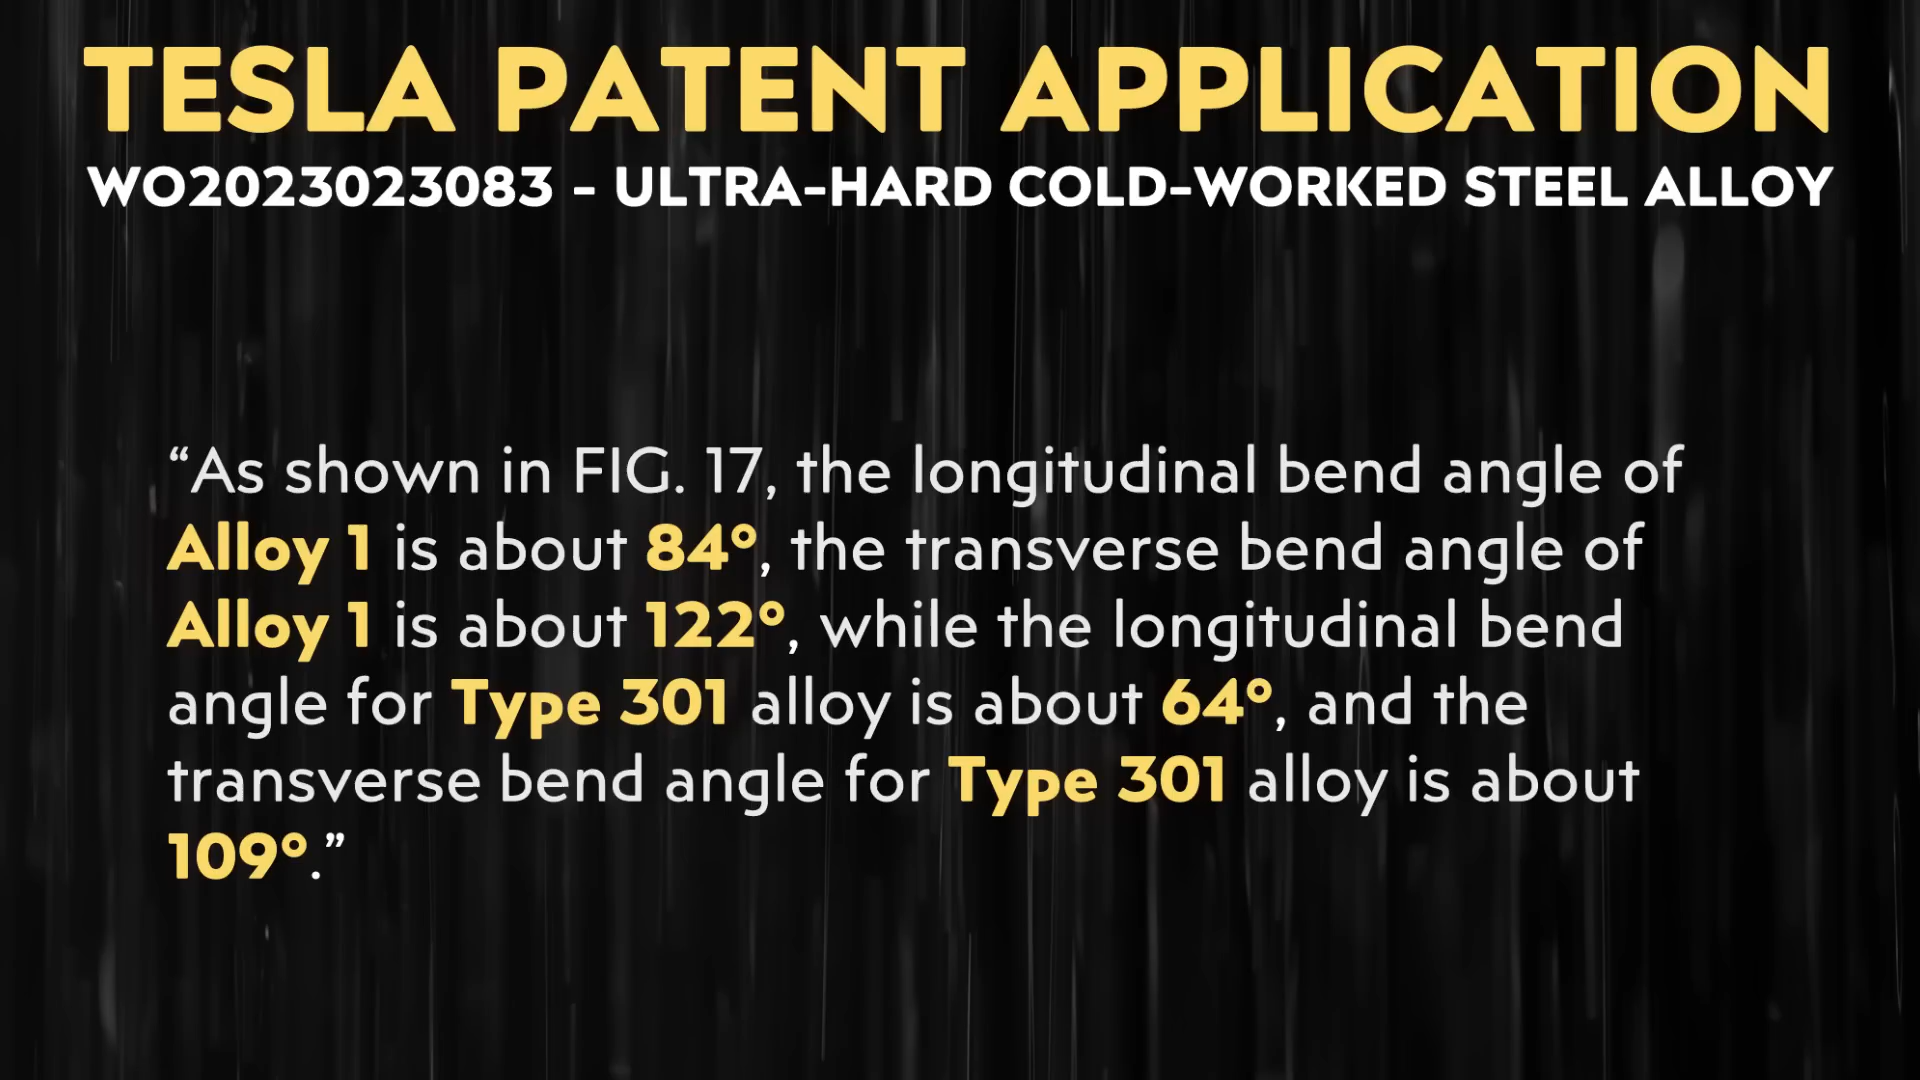 TESLA PATENT APPLICATION
WO2023023083 - ULTRA-HARD COLD-WORKED STEEL ALLOY
“As shown in FIG. 17, the longitudinal bend angle of
Alloy 1 is about 84°, the transverse bend angle of
Alloy 1 is about 122°, while the longitudinal bend
angle for Type 301 alloy is about 64°, and the
transverse bend angle for Type 301 alloy is about
109°.”